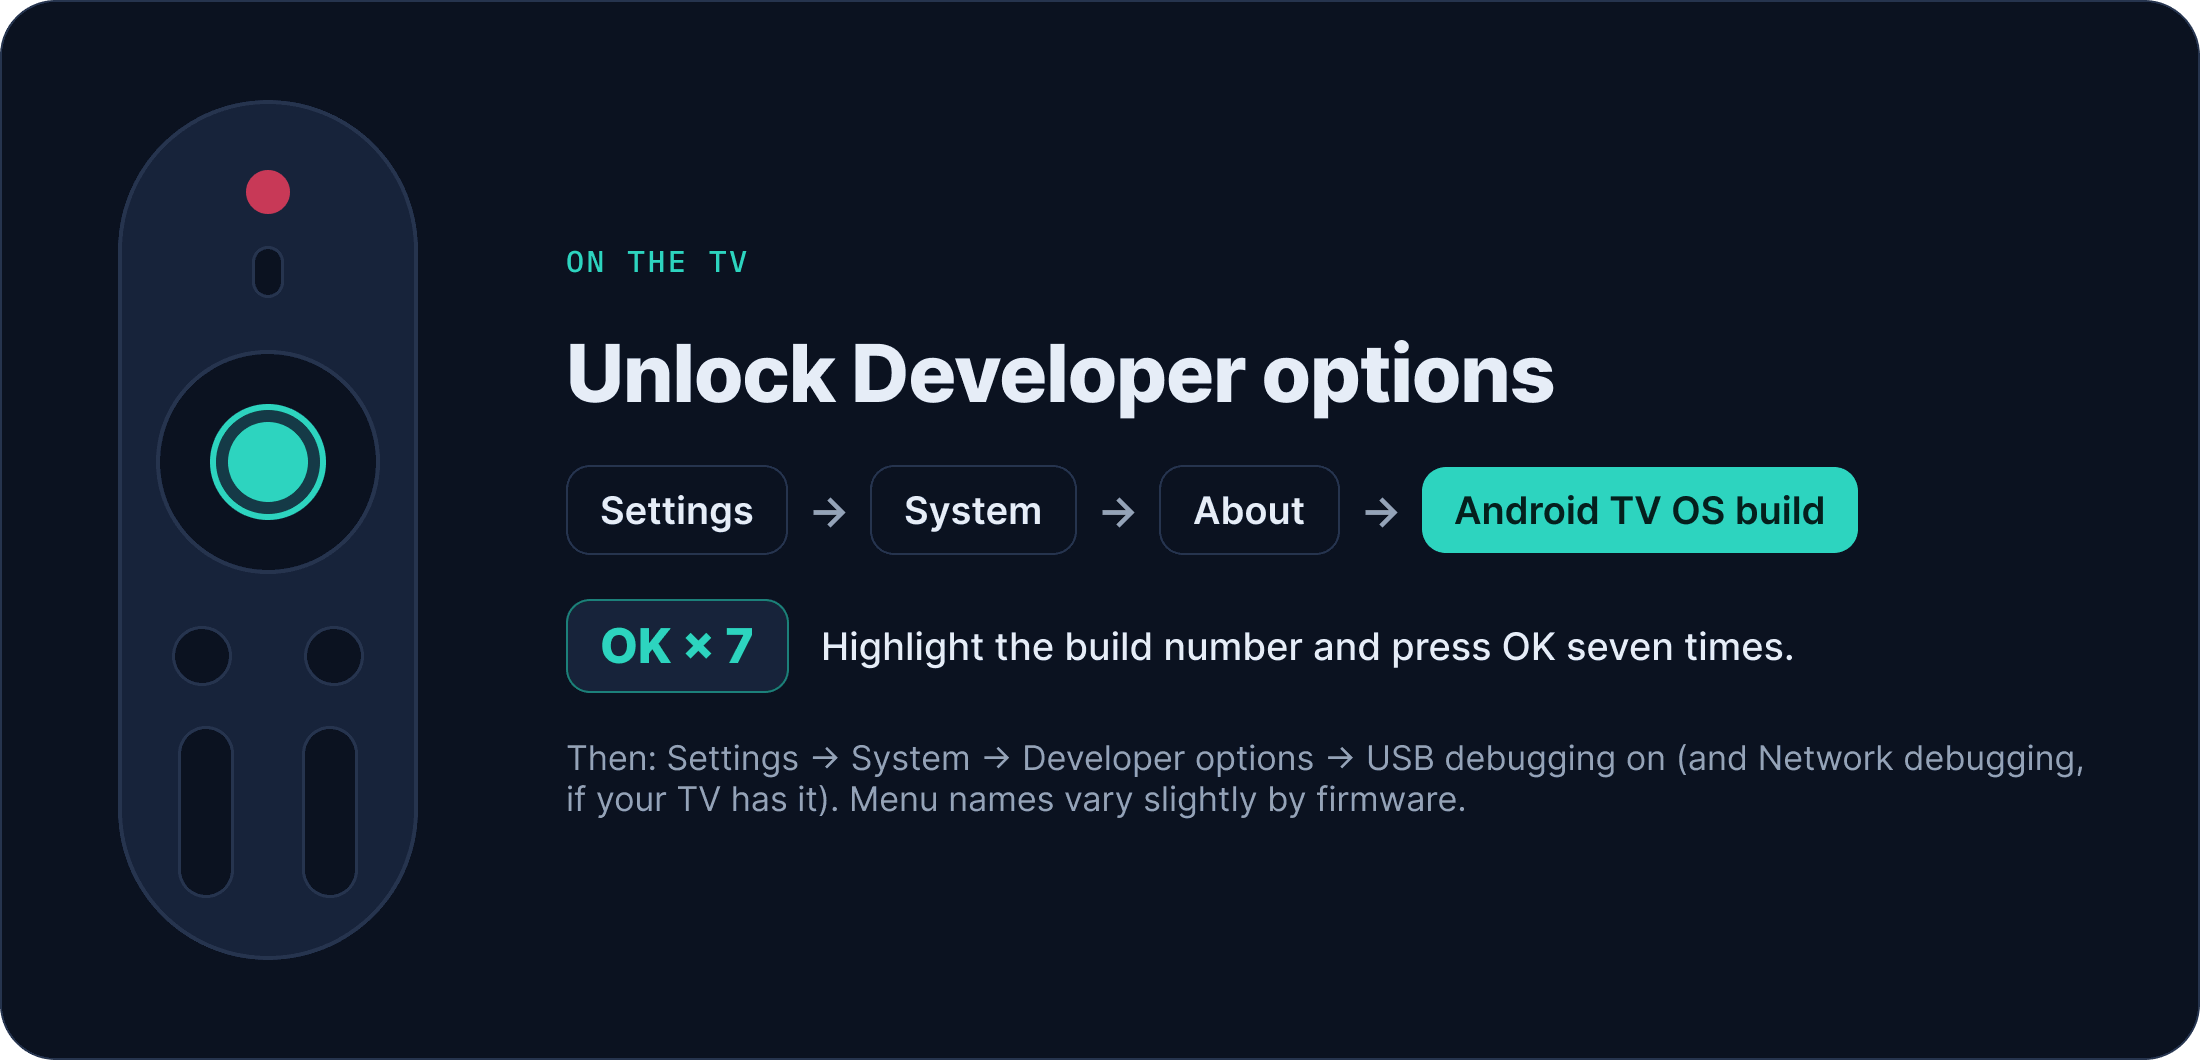 ON THE TV
Unlock Developer options
Settings → System → About → Android TV OS build
OK × 7 Highlight the build number and press OK seven times.
Then: Settings → System → Developer options → USB debugging on (and Network debugging,
if your TV has it). Menu names vary slightly by firmware.